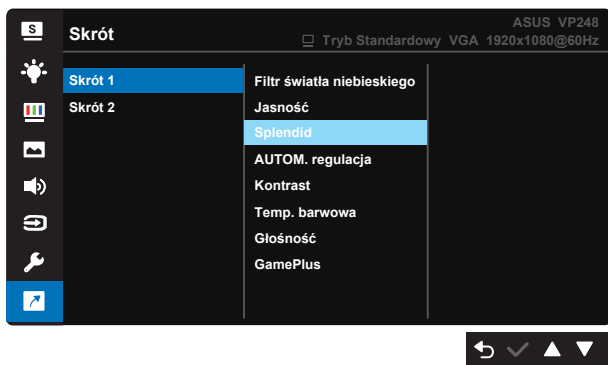 S
Skrót
ASUS VP248
Tryb Standardowy VGA 1920x1080@60Hz
Skrót 1
Skrót 2
Filtr światła niebieskiego
Jasność
Splendid
AUTOM. regulacja
Kontrast
Temp. barwowa
Głośność
GamePlus